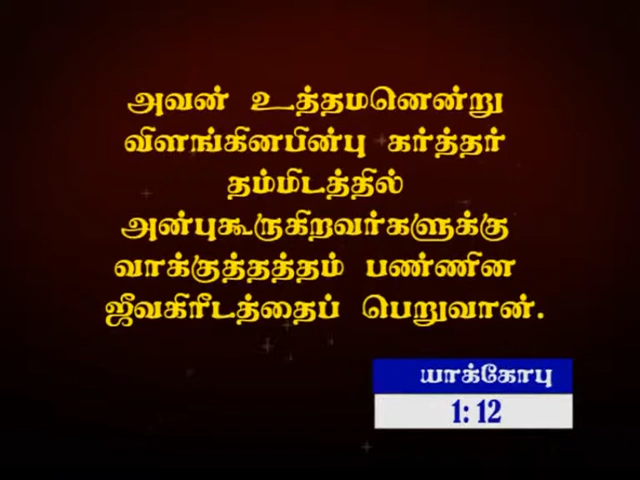 அவன் உத்தமனென்று
விளங்கினபின்பு கர்த்தர்
தம்மிடத்தில்
அன்புகூருகிறவர்களுக்கு
வாக்குத்தத்தம் பண்ணின
ஜீவகிரீடத்தைப் பெறுவான்.
யாக்கோபு
1: 12